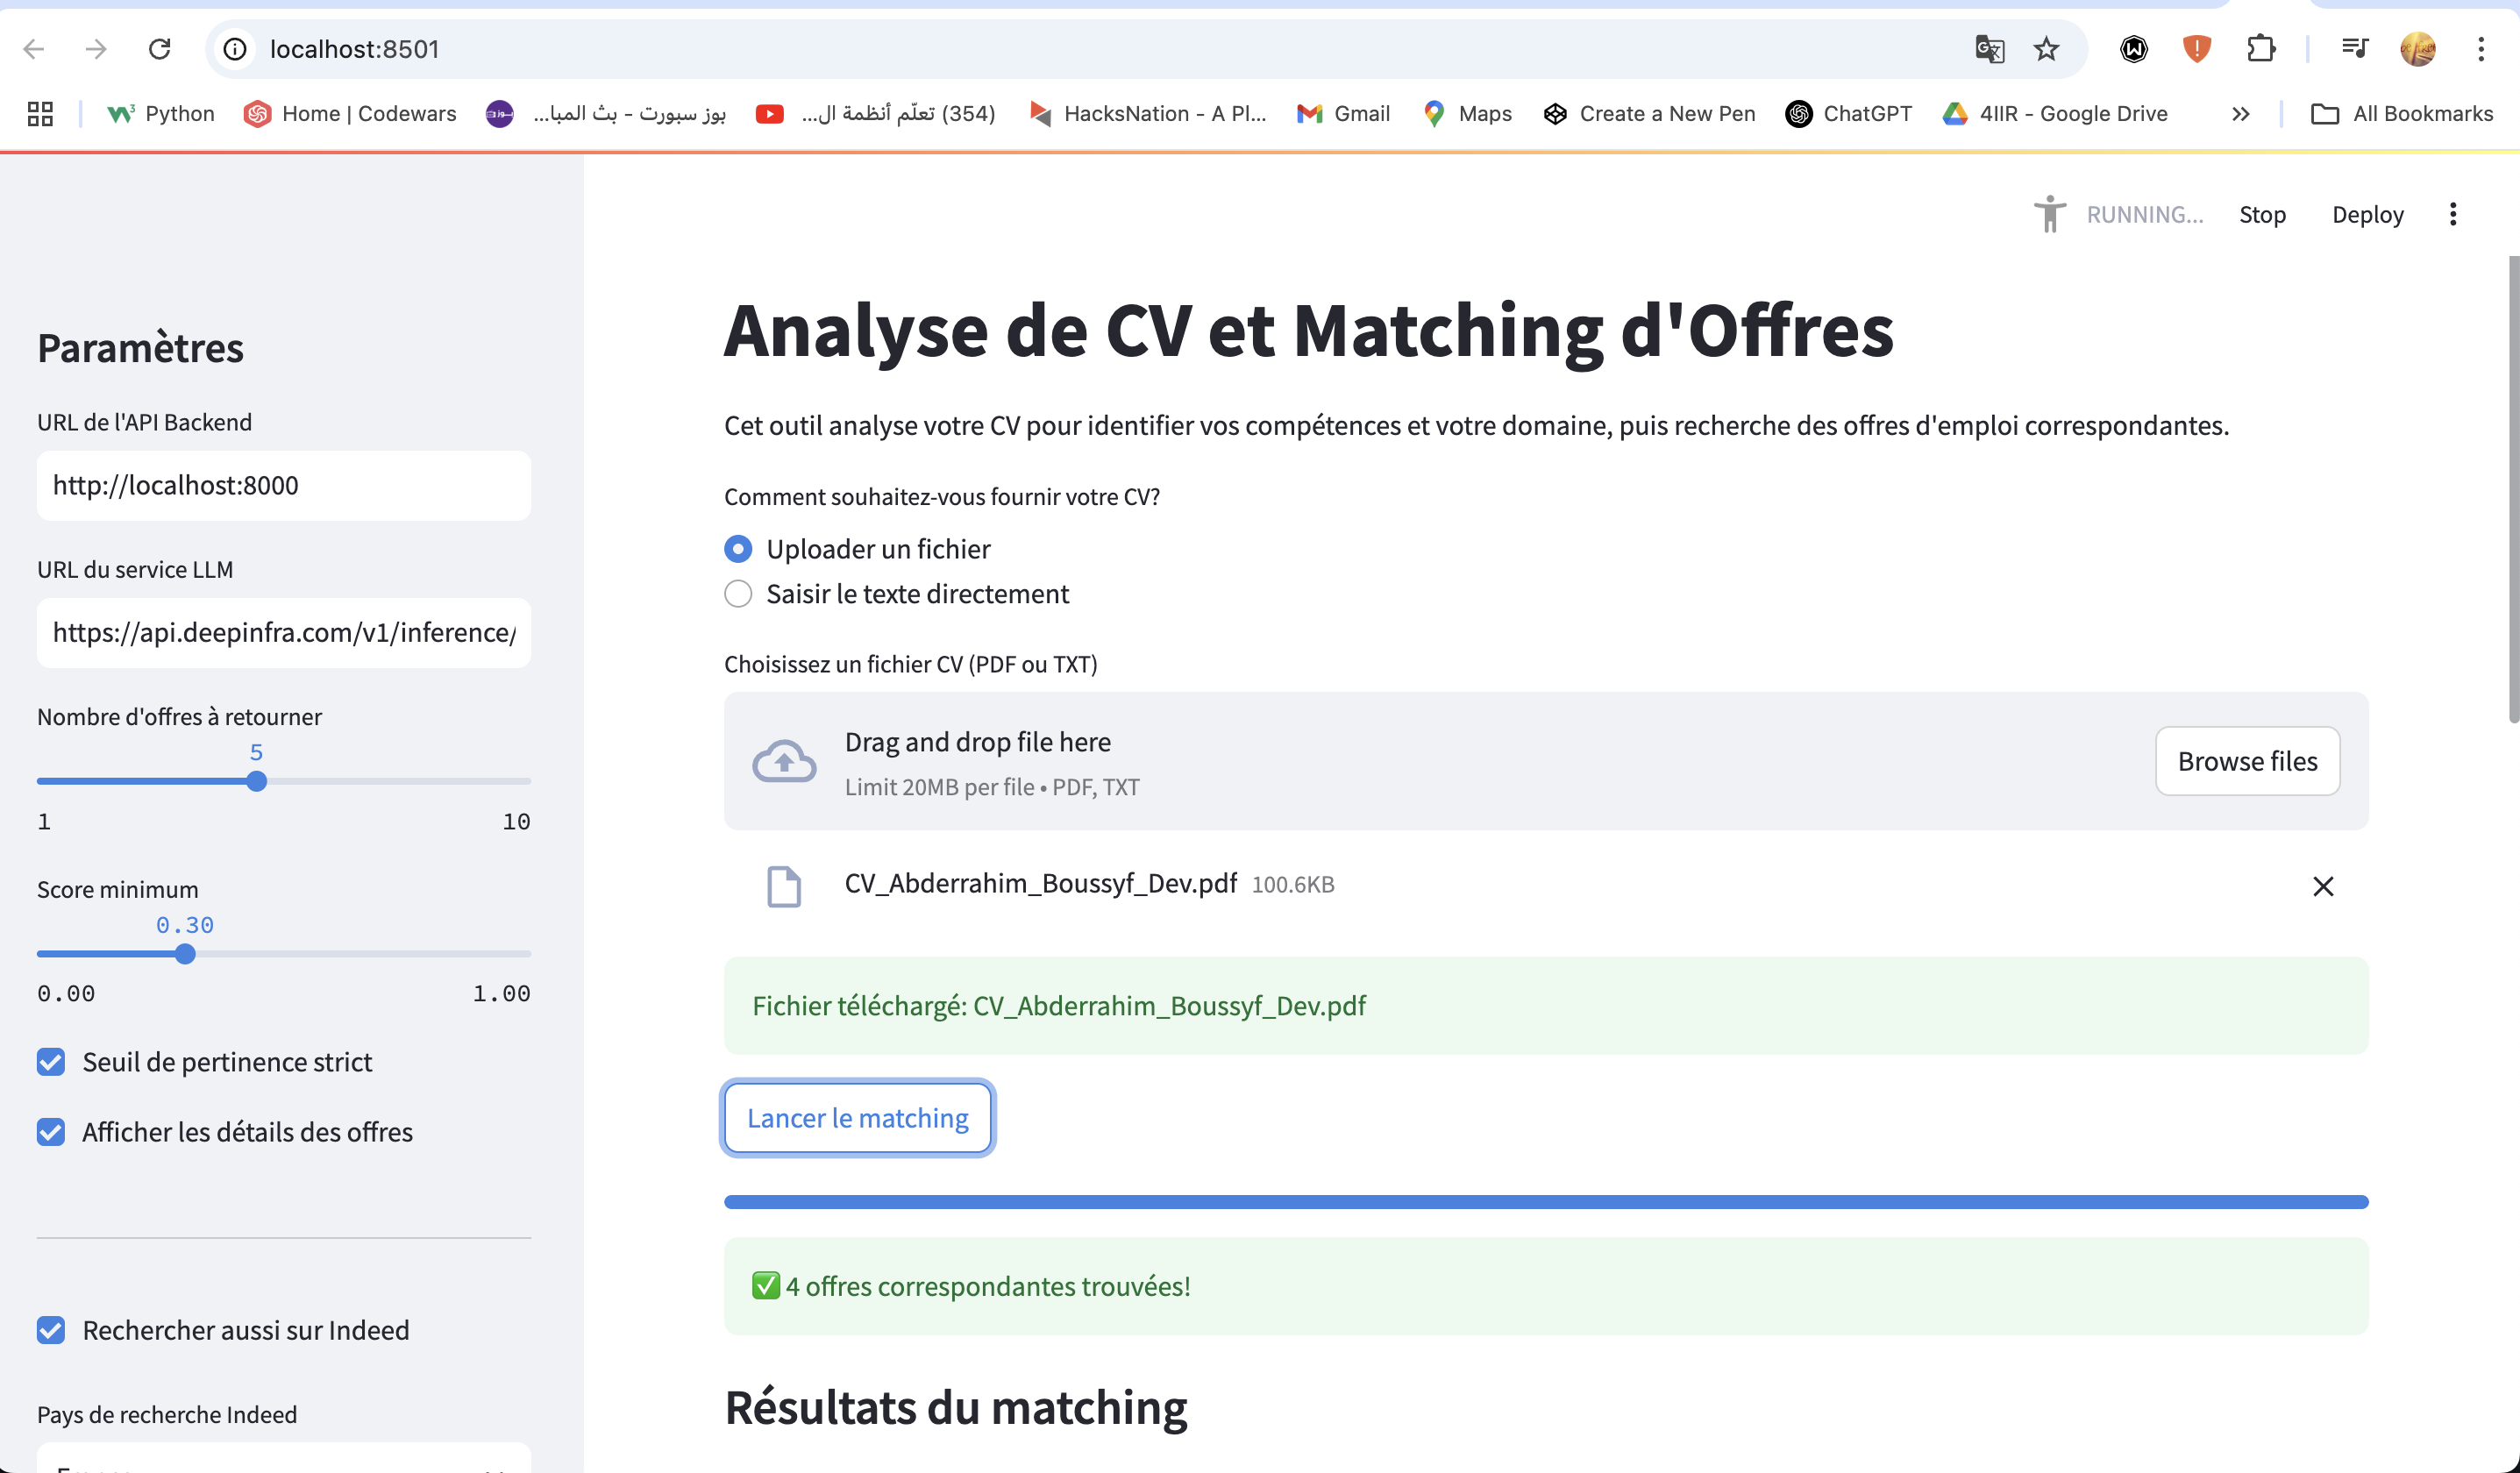 localhost:8501
Python
Home | Codewars
بوز سبورت - بث المبا...
(354) تعلّم أنظمة ال...
HacksNation - A Pl...
Gmail
Maps
Create a New Pen
ChatGPT
4IIR - Google Drive
All Bookmarks
RUNNING...
Stop
Deploy
Paramètres
URL de l'API Backend
http://localhost:8000
URL du service LLM
https://api.deepinfra.com/v1/inference/
Nombre d'offres à retourner
5
1
10
Score minimum
0.30
0.00
1.00
Seuil de pertinence strict
Afficher les détails des offres
Rechercher aussi sur Indeed
Pays de recherche Indeed
Analyse de CV et Matching d'Offres
Cet outil analyse votre CV pour identifier vos compétences et votre domaine, puis recherche des offres d'emploi correspondantes.
Comment souhaitez-vous fournir votre CV?
Uploader un fichier
Saisir le texte directement
Choisissez un fichier CV (PDF ou TXT)
Drag and drop file here
Limit 20MB per file • PDF, TXT
Browse files
CV_Abderrahim_Boussyf_Dev.pdf 100.6KB
Fichier téléchargé: CV_Abderrahim_Boussyf_Dev.pdf
Lancer le matching
✅ 4 offres correspondantes trouvées!
Résultats du matching